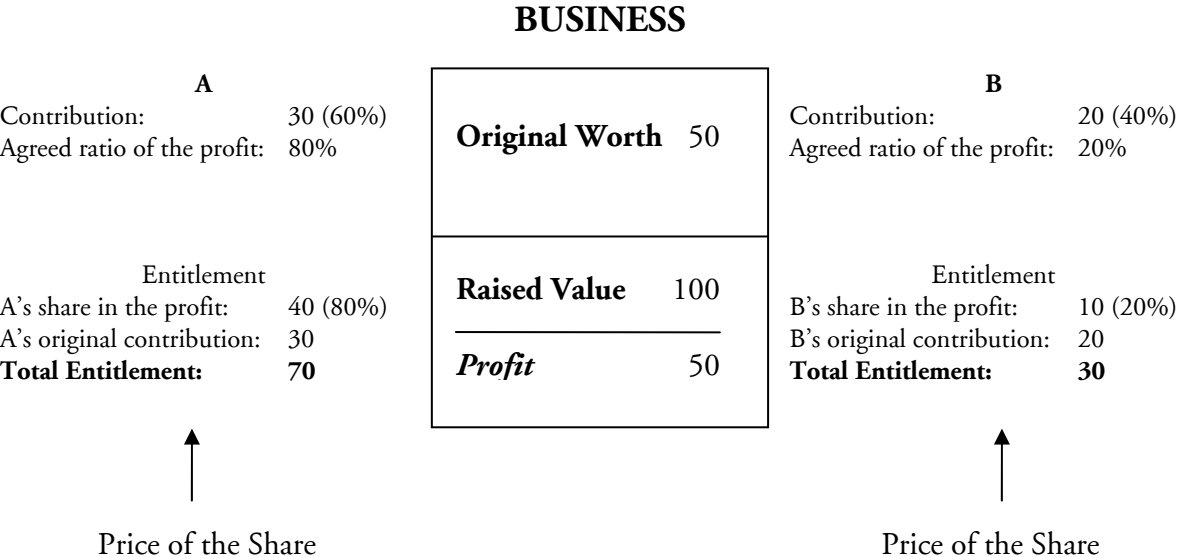 BUSINESS
A
Contribution: 30 (60%)
Agreed ratio of the profit: 80%
Entitlement
A's share in the profit: 40 (80%)
A's original contribution: 30
Total Entitlement: 70
Price of the Share
Original Worth 50
Raised Value 100
Profit 50
B
Contribution: 20 (40%)
Agreed ratio of the profit: 20%
Entitlement
B's share in the profit: 10 (20%)
B's original contribution: 20
Total Entitlement: 30
Price of the Share